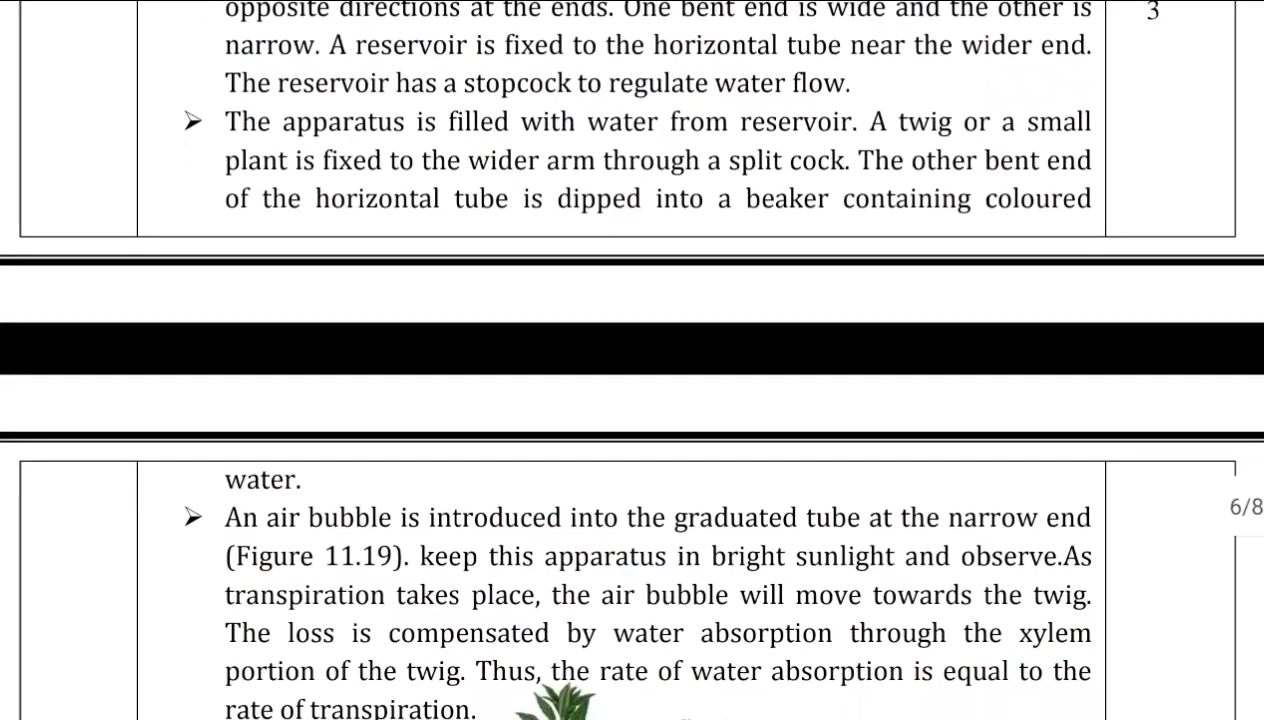 opposite directions at the ends. One bent end is wide and the other is
3
narrow. A reservoir is fixed to the horizontal tube near the wider end.
The reservoir has a stopcock to regulate water flow.
➢ The apparatus is filled with water from reservoir. A twig or a small
plant is fixed to the wider arm through a split cock. The other bent end
of the horizontal tube is dipped into a beaker containing coloured
water.
6/8
➢ An air bubble is introduced into the graduated tube at the narrow end
(Figure 11.19). keep this apparatus in bright sunlight and observe.As
transpiration takes place, the air bubble will move towards the twig.
The loss is compensated by water absorption through the xylem
portion of the twig. Thus, the rate of water absorption is equal to the
rate of transpiration.